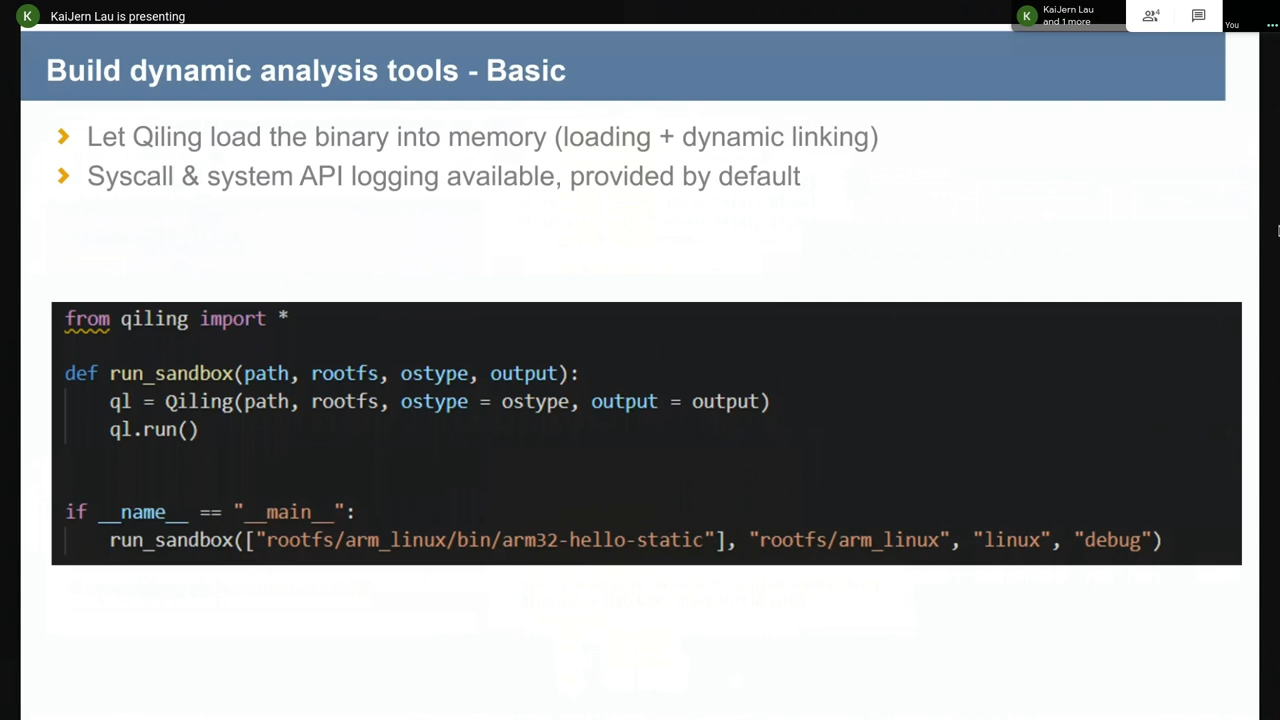 K KaiJern Lau is presenting
K KaiJern Lau
and 1 more
4
You
Build dynamic analysis tools - Basic
Let Qiling load the binary into memory (loading + dynamic linking)
Syscall & system API logging available, provided by default
from qiling import *
def run_sandbox(path, rootfs, ostype, output):
ql = Qiling(path, rootfs, ostype = ostype, output = output)
ql.run()
if __name__ == "__main__":
run_sandbox(["rootfs/arm_linux/bin/arm32-hello-static"], "rootfs/arm_linux", "linux", "debug")